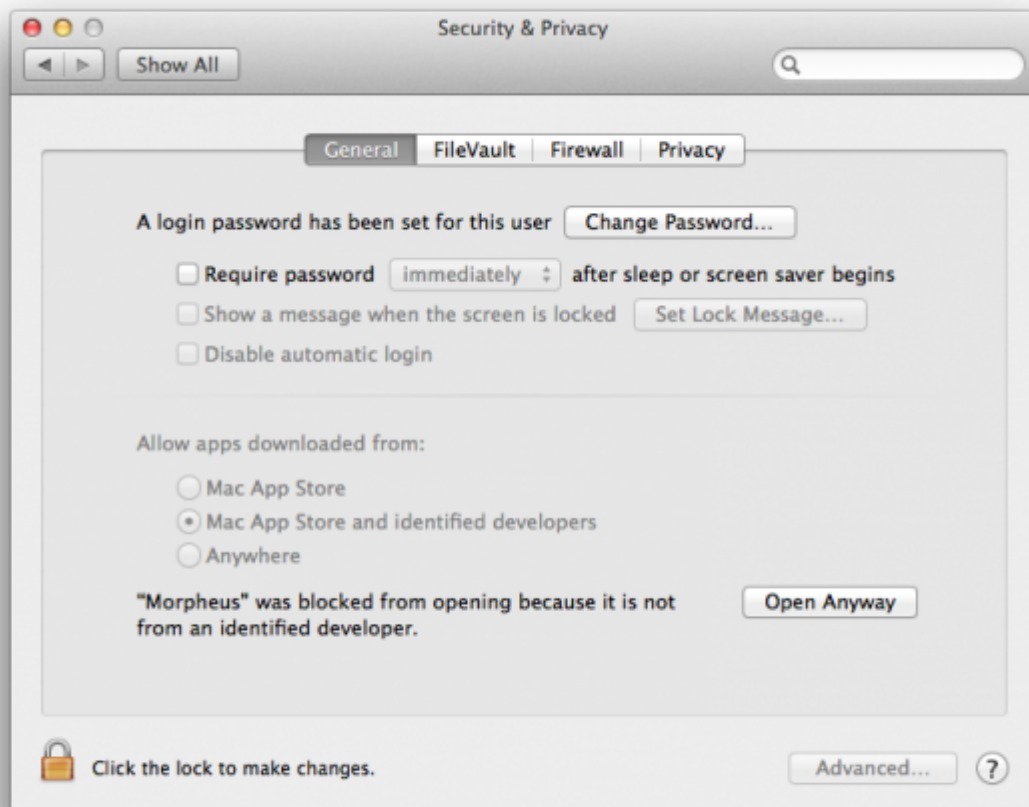 Security & Privacy
Show All
General FileVault Firewall Privacy
A login password has been set for this user Change Password...
Require password immediately after sleep or screen saver begins
Show a message when the screen is locked Set Lock Message...
Disable automatic login
Allow apps downloaded from:
Mac App Store
Mac App Store and identified developers
Anywhere
“Morpheus” was blocked from opening because it is not Open Anyway
from an identified developer.
Click the lock to make changes. Advanced... ?